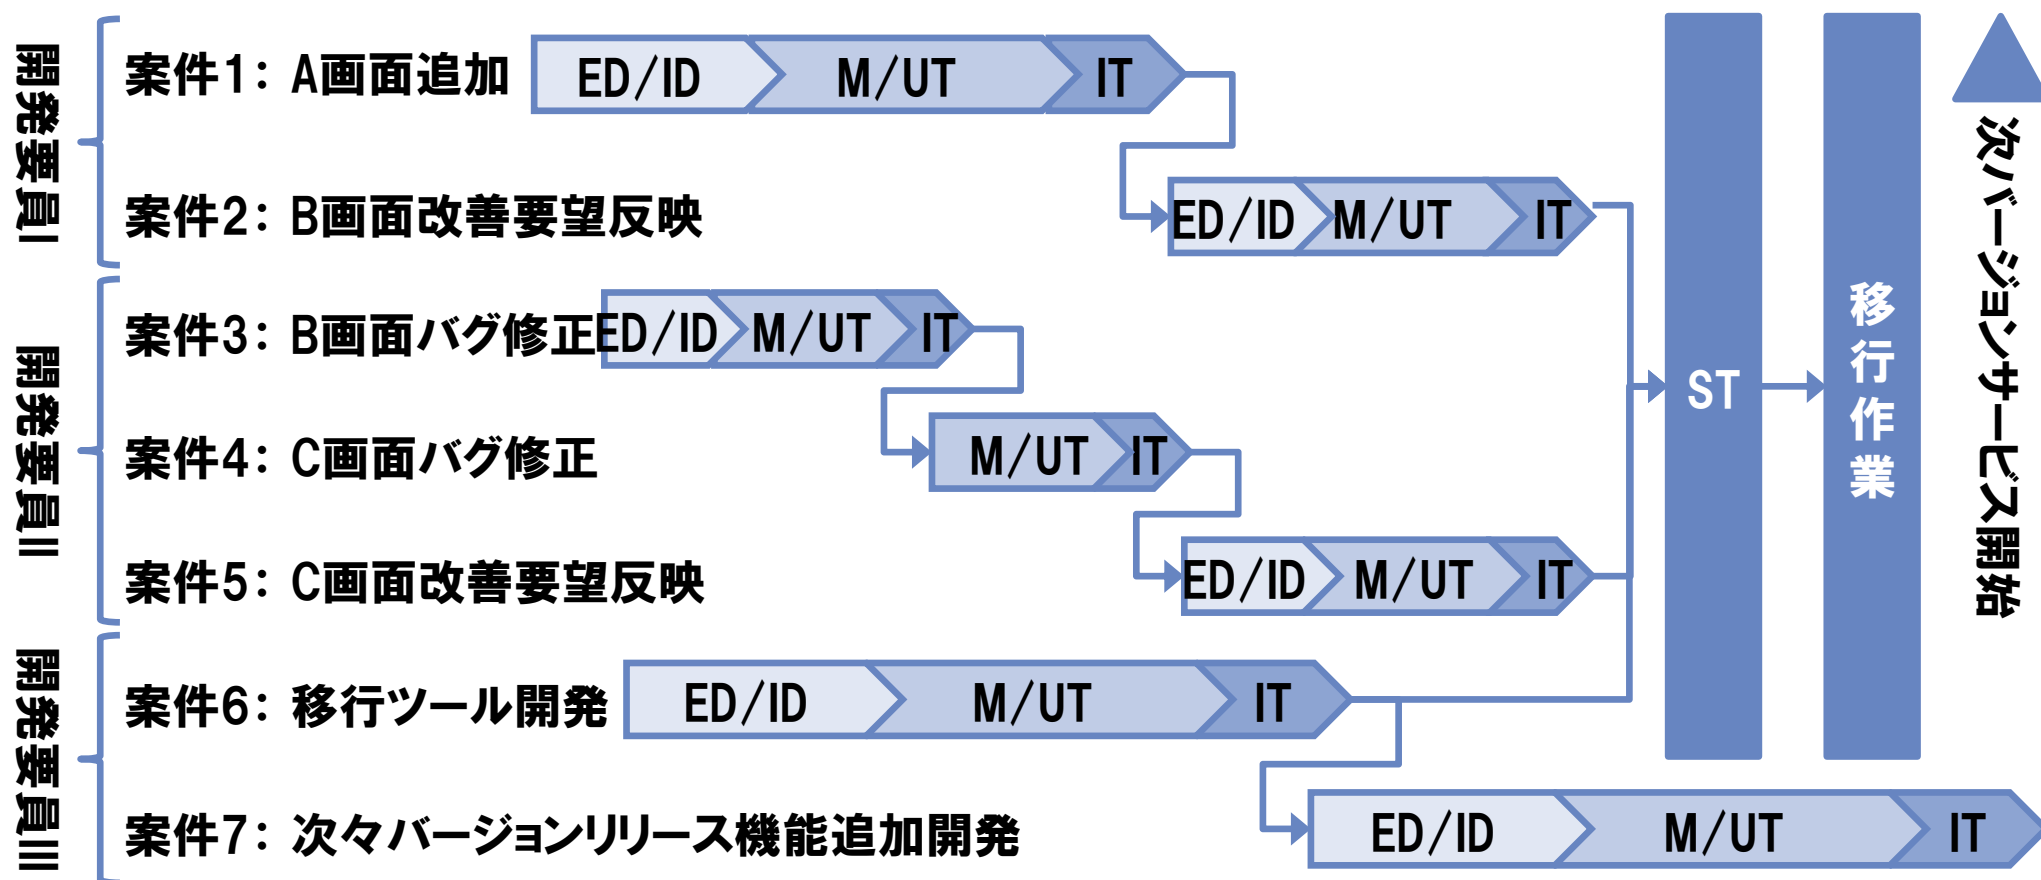 開発要員I
案件1: A画面追加
ED/ID
M/UT
IT
案件2: B画面改善要望反映
ED/ID
M/UT
IT
開発要員II
案件3: B画面バグ修正
ED/ID
M/UT
IT
案件4: C画面バグ修正
M/UT
IT
案件5: C画面改善要望反映
ED/ID
M/UT
IT
開発要員III
案件6: 移行ツール開発
ED/ID
M/UT
IT
案件7: 次々バージョンリリース機能追加開発
ED/ID
M/UT
IT
ST
移行作業
次バージョンサービス開始